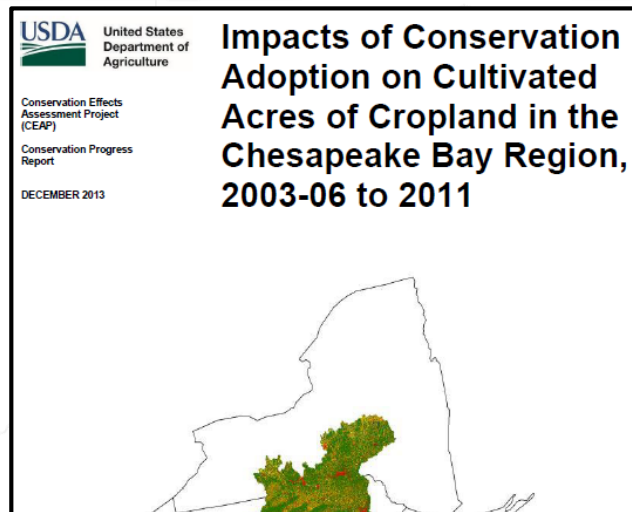 USDA
United States
Department of
Agriculture
Conservation Effects
Assessment Project
(CEAP)
Conservation Progress
Report
DECEMBER 2013
Impacts of Conservation
Adoption on Cultivated
Acres of Cropland in the
Chesapeake Bay Region,
2003-06 to 2011